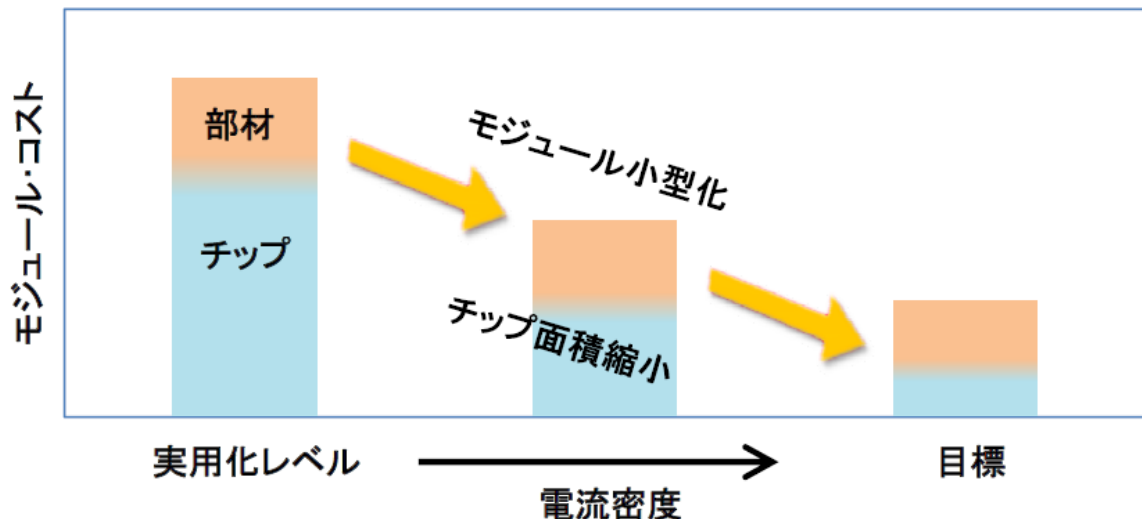 モジュール・コスト
部材
チップ
モジュール小型化
チップ面積縮小
実用化レベル
目標
電流密度